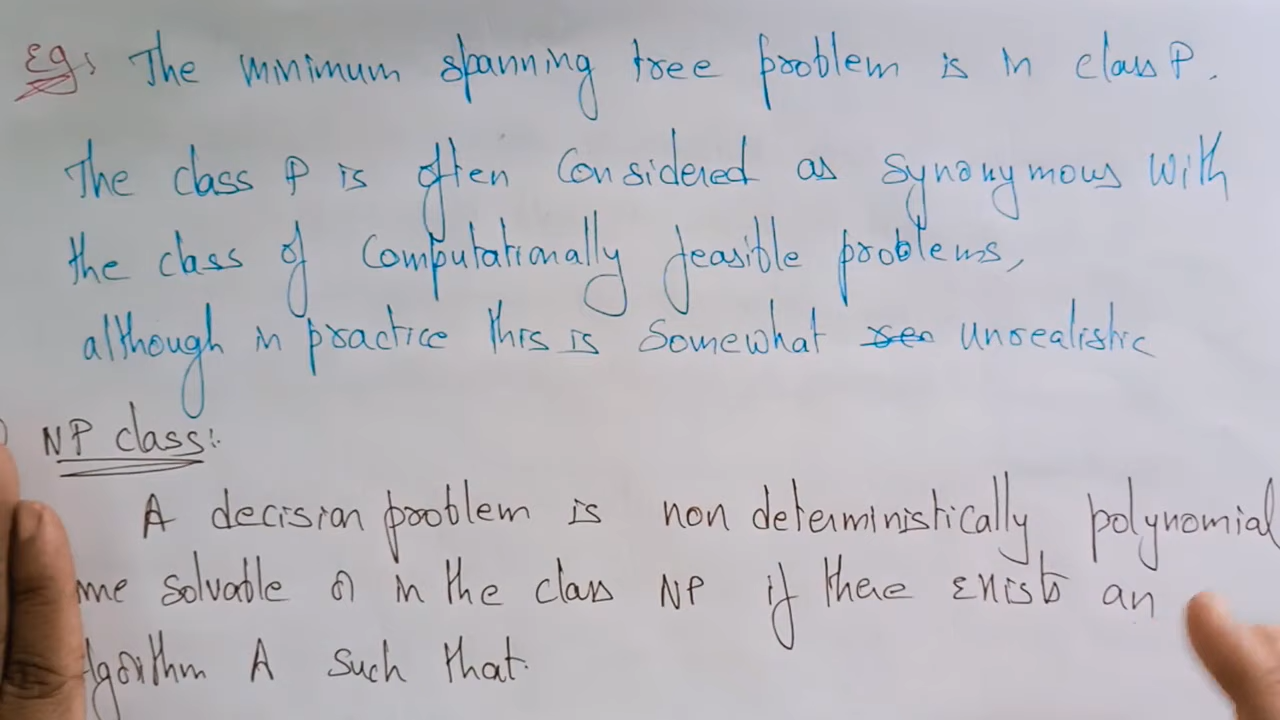 Eg: The minimum spanning tree problem is in class P.
The class P is often Considered as Synonymous With
the class of Computationally feasible problems,
although in practice this is Somewhat Unrealistic
NP class:
A decision problem is non deterministically polynomial
me Solvable or in the class NP if there Exists an
lgorithm A such that.